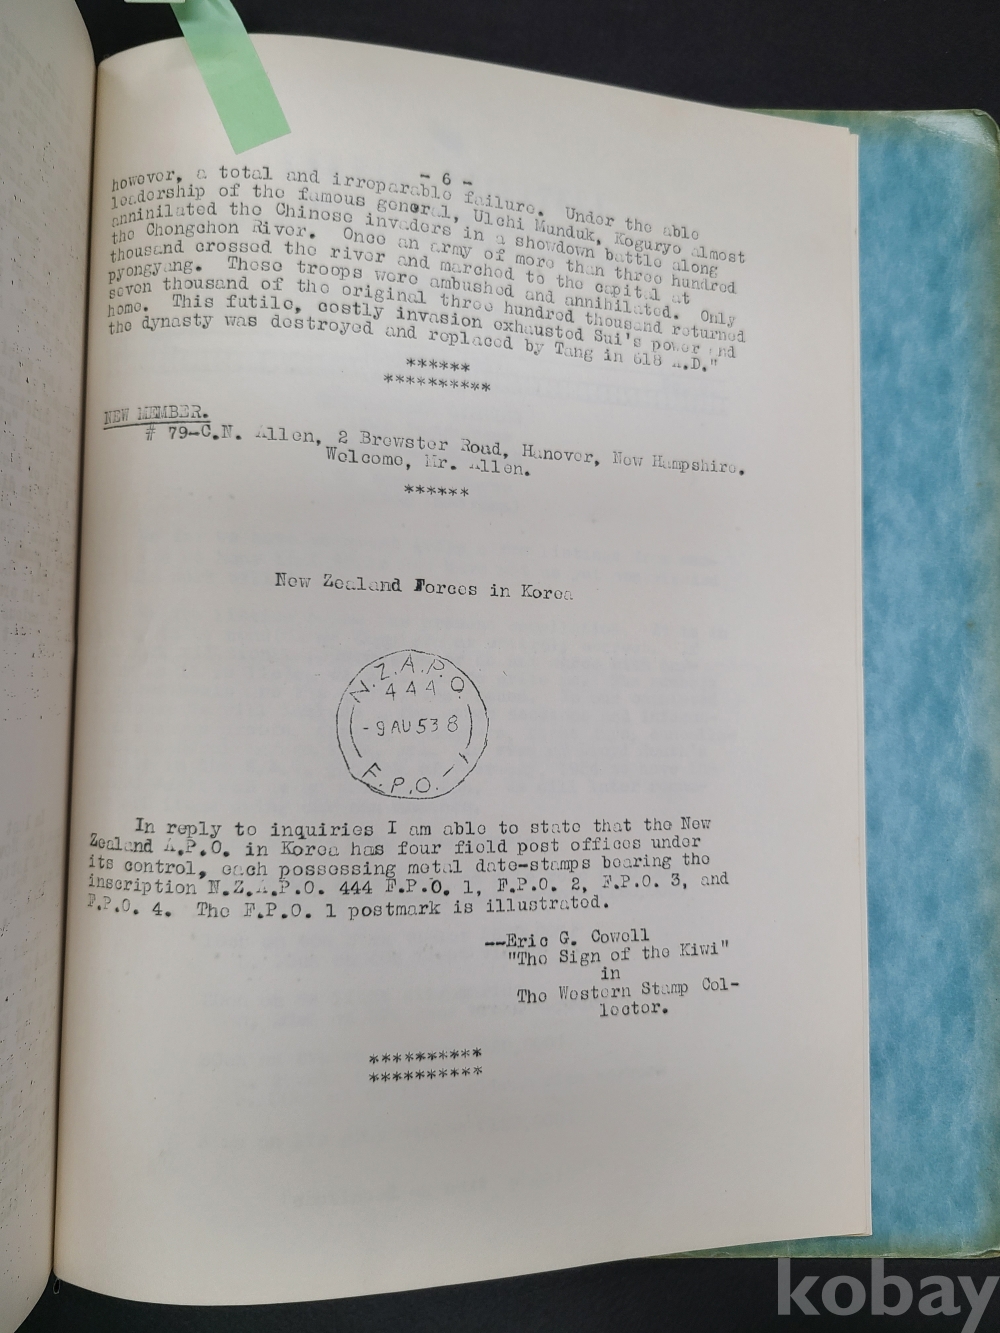 - 6 -
however, a total and irreparable failure. Under the able
leadership of the famous general, Ulchi Munduk, Koguryo almost
anninilated the Chinese invaders in a showdown battle along
the Chongchon River. Once an army of more than three hundred
thousand crossed the river and marched to the capital at
pyongyang. These troops were ambushed and annihilated. Only
seven thousand of the original three hundred thousand returned
home. This futile, costly invasion exhausted Sui's power and
the dynasty was destroyed and replaced by Tang in 618 A.D."
******
**********
NEW MEMBER.
# 79-C.N. Allen, 2 Brewster Road, Hanover, New Hampshire.
Welcome, Mr. Allen.
******
New Zealand Forces in Korea
N.Z.A.P.O.
444
-9 AU 53 8
F.P.O.-1
In reply to inquiries I am able to state that the New
Zealand A.P.O. in Korea has four field post offices under
its control, each possessing metal date-stamps bearing the
inscription N.Z.A.P.O. 444 F.P.O. 1, F.P.O. 2, F.P.O. 3, and
F.P.O. 4. The F.P.O. 1 postmark is illustrated.
--Eric G. Cowell
"The Sign of the Kiwi"
in
The Western Stamp Col-
lector.
**********
**********
kobay